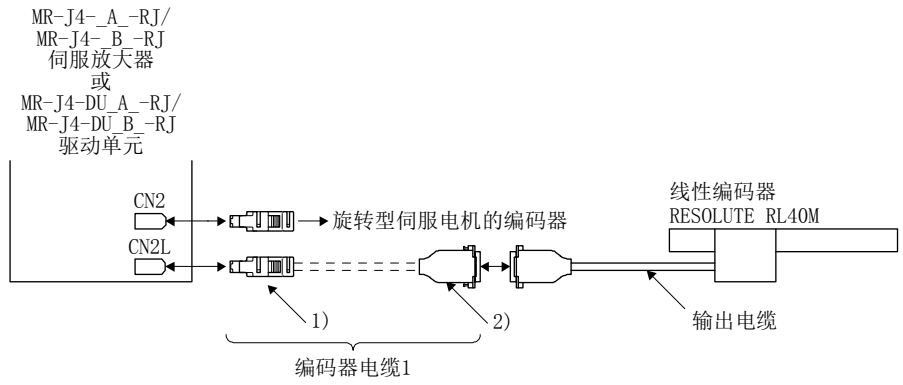 MR-J4-_A_-RJ/
MR-J4-_B_-RJ
伺服放大器
或
MR-J4-DU_A_-RJ/
MR-J4-DU_B_-RJ
驱动单元
CN2
旋转型伺服电机的编码器
CN2L
线性编码器
RESOLUTE RL40M
1)
2)
输出电缆
编码器电缆1